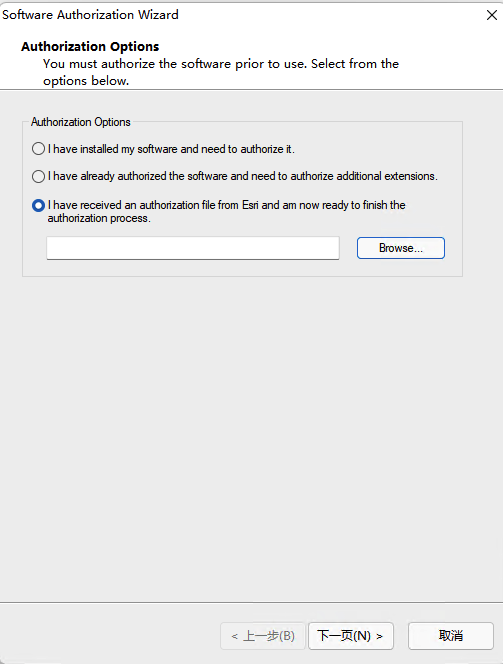 Software Authorization Wizard
Authorization Options
You must authorize the software prior to use. Select from the
options below.
Authorization Options
I have installed my software and need to authorize it.
I have already authorized the software and need to authorize additional extensions.
I have received an authorization file from Esri and am now ready to finish the
authorization process.
Browse...
< 上一步(B)
下一页(N) >
取消